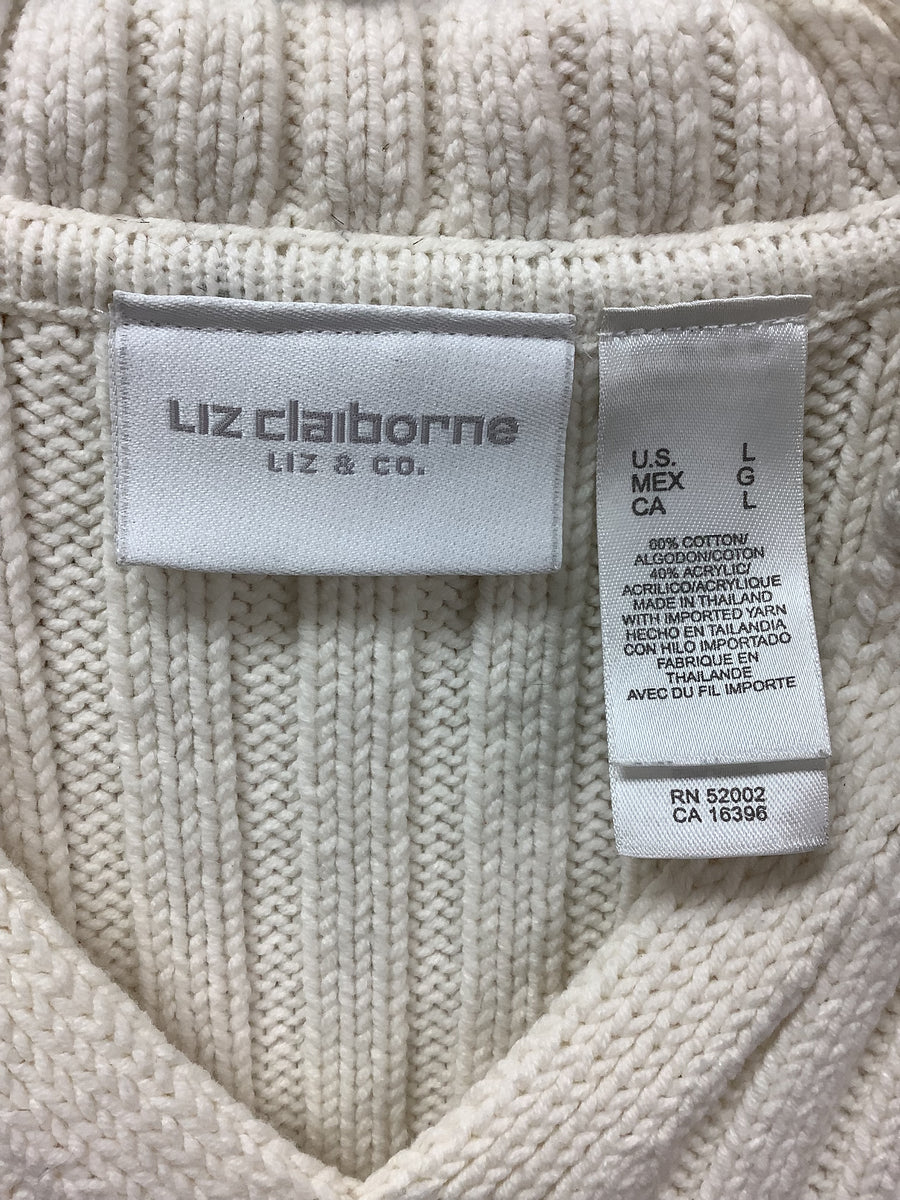 Liz claiborne
LIZ & CO.
U.S. L
MEX G
CA L
60% COTTON/
ALGODON/COTON
40% ACRYLIC/
ACRILICO/ACRYLIQUE
MADE IN THAILAND
WITH IMPORTED YARN
HECHO EN TAILANDIA
CON HILO IMPORTADO
FABRIQUE EN
THAILANDE
AVEC DU FIL IMPORTE
RN 52002
CA 16396